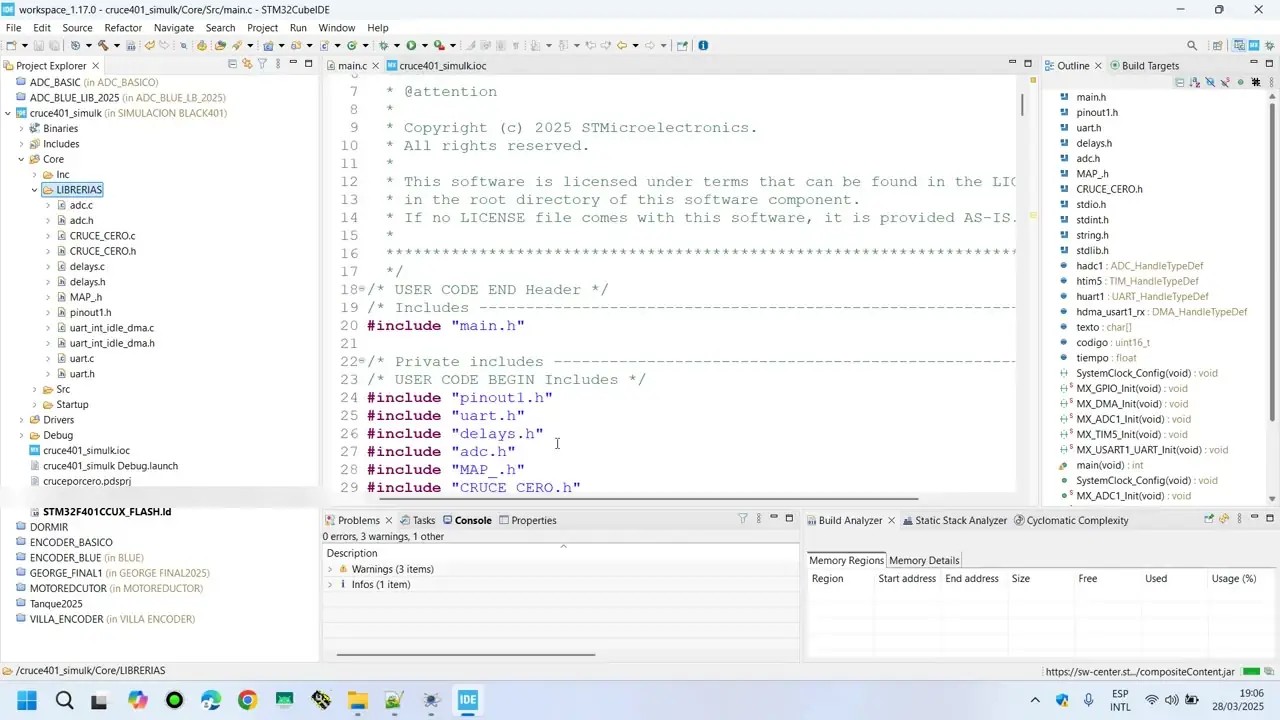 workspace_1.17.0 - cruce401_simulk/Core/Src/main.c - STM32CubeIDE
File Edit Source Refactor Navigate Search Project Run Window Help
Project Explorer
ADC_BASIC (in ADC_BASICO)
ADC_BLUE_LIB_2025 (in ADC_BLUE_LB_2025)
cruce401_simulk (in SIMULACION BLACK401)
Binaries
Includes
Core
Inc
LIBRERIAS
adc.c
adc.h
CRUCE_CERO.c
CRUCE_CERO.h
delays.c
delays.h
MAP_.h
pinout1.h
uart_int_idle_dma.c
uart_int_idle_dma.h
uart.c
uart.h
Src
Startup
Drivers
Debug
cruce401_simulk.ioc
cruce401_simulk Debug.launch
cruceporcero.pdsprj
STM32F401CCUX_FLASH.ld
DORMIR
ENCODER_BASICO
ENCODER_BLUE (in BLUE)
GEORGE_FINAL1 (in GEORGE FINAL2025)
MOTOREDCUTOR (in MOTOREDUCTOR)
Tanque2025
VILLA_ENCODER (in VILLA ENCODER)
main.c cruce401_simulk.ioc
7 * @attention
8 *
9 * Copyright (c) 2025 STMicroelectronics.
10 * All rights reserved.
11 *
12 * This software is licensed under terms that can be found in the LIC
13 * in the root directory of this software component.
14 * If no LICENSE file comes with this software, it is provided AS-IS.
15 *
16 **********************************************************************
17 */
18 /* USER CODE END Header */
19 /* Includes ----------------------------------------------------------
20 #include "main.h"
21
22 /* Private includes --------------------------------------------------
23 /* USER CODE BEGIN Includes */
24 #include "pinout1.h"
25 #include "uart.h"
26 #include "delays.h"
27 #include "adc.h"
28 #include "MAP_.h"
29 #include "CRUCE_CERO.h"
Outline Build Targets
main.h
pinout1.h
uart.h
delays.h
adc.h
MAP_.h
CRUCE_CERO.h
stdio.h
stdint.h
string.h
stdlib.h
hadc1 : ADC_HandleTypeDef
htim5 : TIM_HandleTypeDef
huart1 : UART_HandleTypeDef
hdma_usart1_rx : DMA_HandleTypeDef
texto : char[]
codigo : uint16_t
tiempo : float
SystemClock_Config(void) : void
MX_GPIO_Init(void) : void
MX_DMA_Init(void) : void
MX_ADC1_Init(void) : void
MX_TIM5_Init(void) : void
MX_USART1_UART_Init(void) : void
main(void) : int
SystemClock_Config(void) : void
MX_ADC1_Init(void) : void
Problems Tasks Console Properties
0 errors, 3 warnings, 1 other
Description
Warnings (3 items)
Infos (1 item)
Build Analyzer Static Stack Analyzer Cyclomatic Complexity
Memory Regions Memory Details
Region Start address End address Size Free Used Usage (%)
/cruce401_simulk/Core/LIBRERIAS
https://sw-center.st.../compositeContent.jar
IDE
ESP
INTL
19:06
28/03/2025